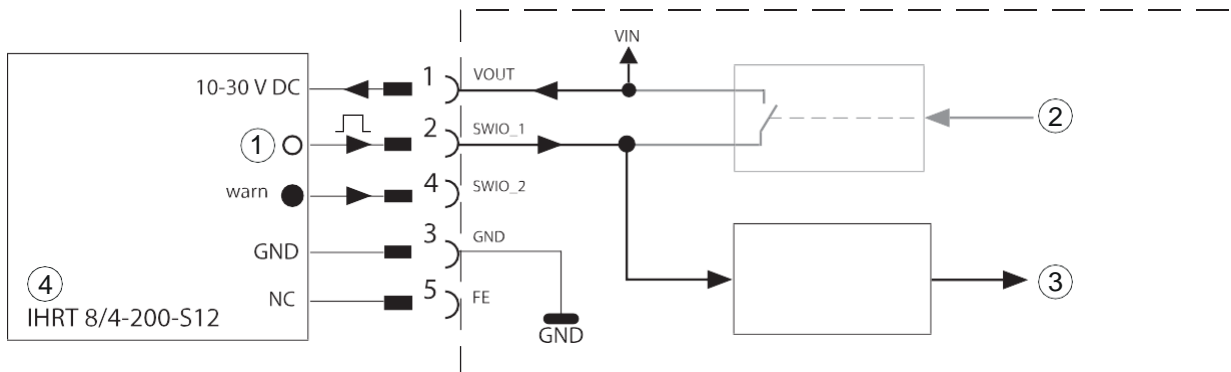 VIN
10-30 V DC
1
VOUT
2
SWIO_1
1
2
warn
4
SWIO_2
3
GND
GND
4
5
FE
NC
3
IHRT 8/4-200-S12
GND